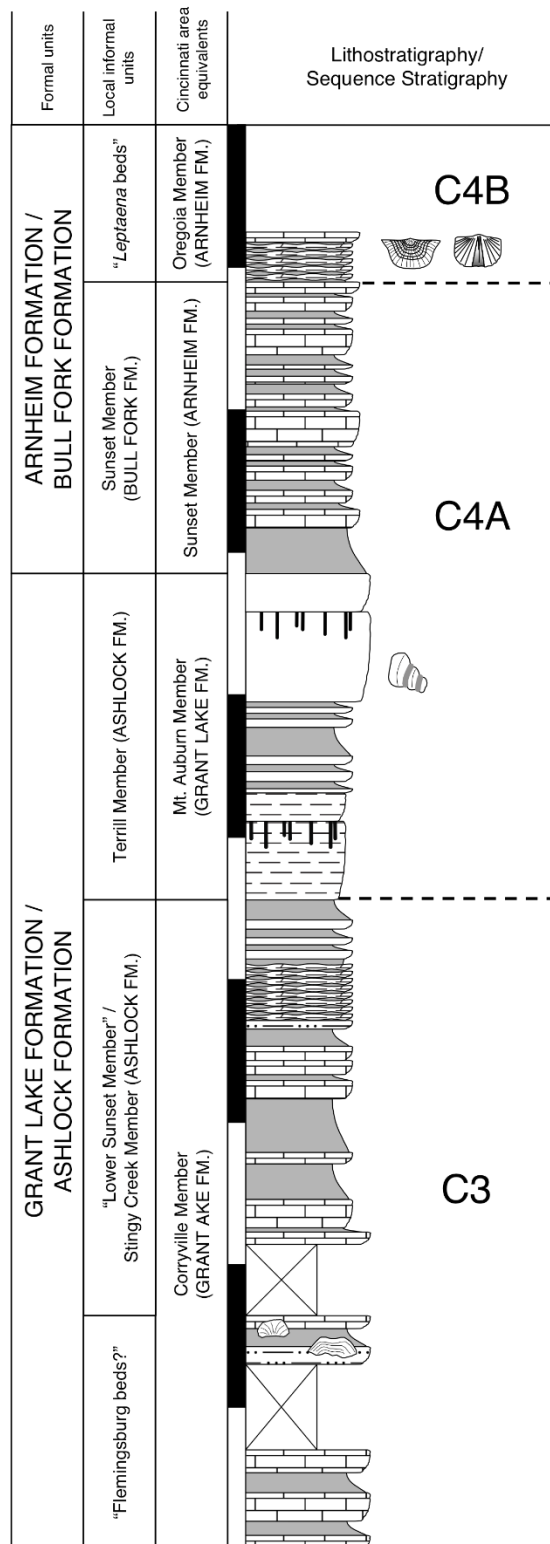 Formal units
Local informal
units
Cincinnati area
equivalents
Lithostratigraphy/
Sequence Stratigraphy
ARNHEIM FORMATION /
BULL FORK FORMATION
"Leptaena beds"
Oregoia Member
(ARNHEIM FM.)
C4B
Sunset Member
(BULL FORK FM.)
Sunset Member (ARNHEIM FM.)
C4A
GRANT LAKE FORMATION /
ASHLOCK FORMATION
Terrill Member (ASHLOCK FM.)
Mt. Auburn Member
(GRANT LAKE FM.)
"Lower Sunset Member" /
Stingy Creek Member (ASHLOCK FM.)
Corryville Member
(GRANT AKE FM.)
C3
"Flemingsburg beds?"